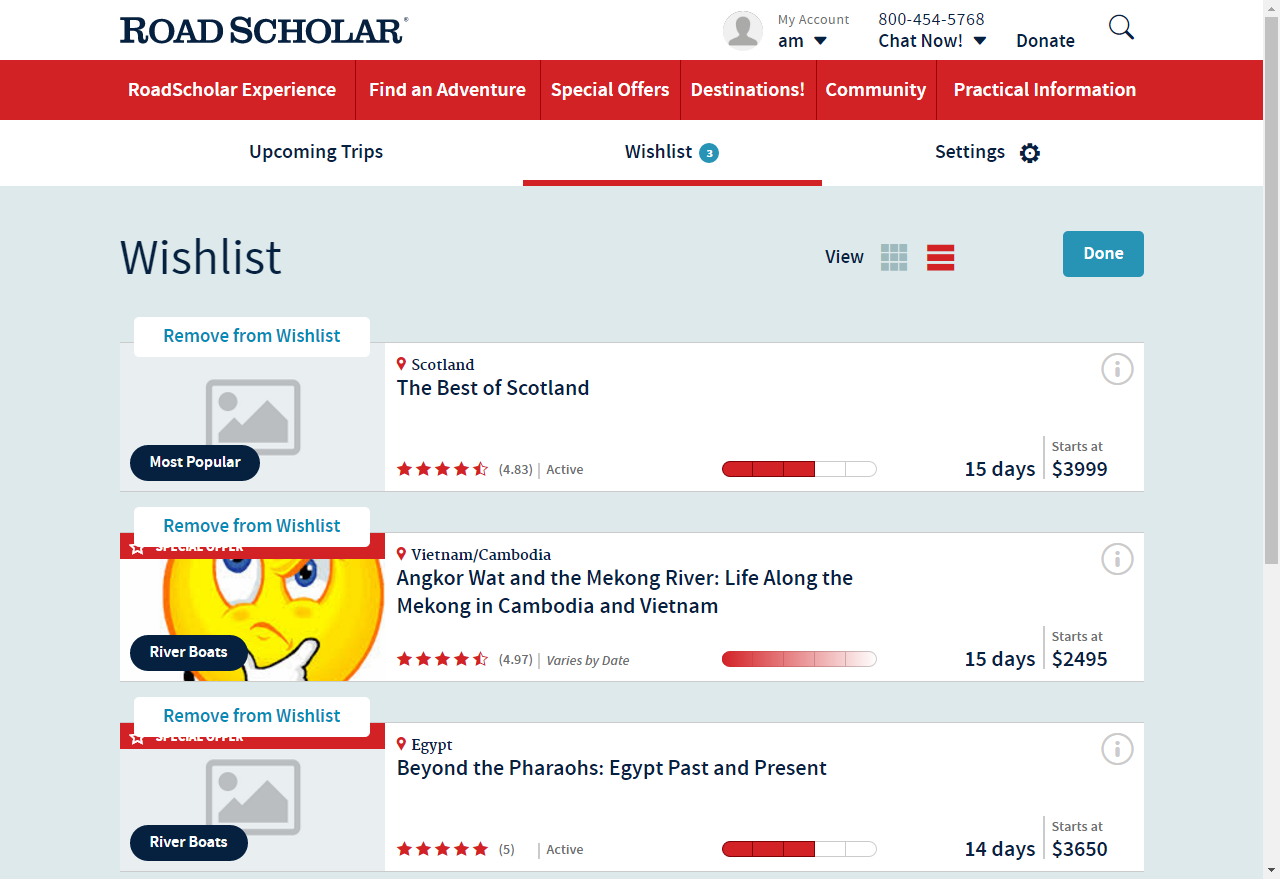 ROAD SCHOLAR®
My Account
am
800-454-5768
Chat Now!
Donate
RoadScholar Experience
Find an Adventure
Special Offers
Destinations!
Community
Practical Information
Upcoming Trips
Wishlist 3
Settings
Wishlist
View
Done
Remove from Wishlist
Most Popular
Scotland
The Best of Scotland
(4.83) | Active
15 days
Starts at
$3999
Remove from Wishlist
SPECIAL OFFER
River Boats
Vietnam/Cambodia
Angkor Wat and the Mekong River: Life Along the
Mekong in Cambodia and Vietnam
(4.97) | Varies by Date
15 days
Starts at
$2495
Remove from Wishlist
SPECIAL OFFER
River Boats
Egypt
Beyond the Pharaohs: Egypt Past and Present
(5) | Active
14 days
Starts at
$3650